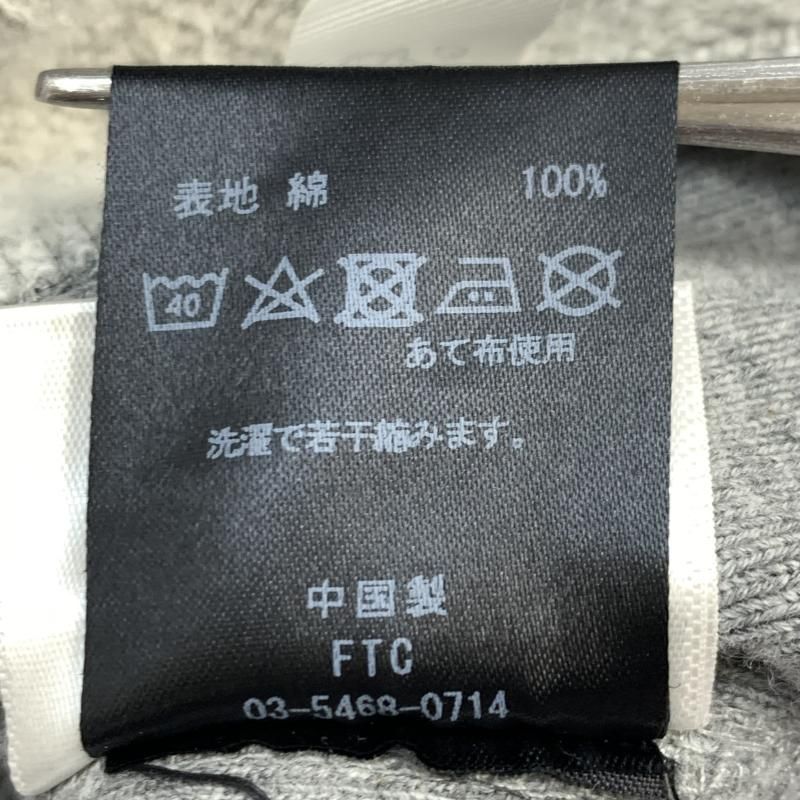 表地 綿 100%
40
あて布使用
洗濯で若干縮みます。
中国製
FTC
03-5468-0714